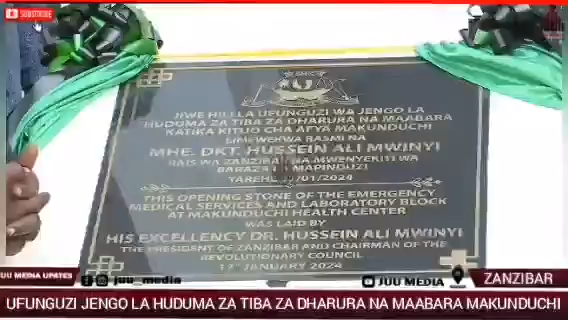 SUBSCRIBE
JIWE HILI LA UFUNGUZI WA JENGO LA
HUDUMA ZA TIBA ZA DHARURA NA MAABARA
KATIKA KITUO CHA AFYA MAKUNDUCHI
LIMEWEKWA RASMI NA
MHE. DKT. HUSSEIN ALI MWINYI
RAIS WA ZANZIBAR NA MWENYEKITI WA
BARAZA LA MAPINDUZI
TAREHE /01/2024
THIS OPENING STONE OF THE EMERGENCY
MEDICAL SERVICES AND LABORATORY BLOCK
AT MAKUNDUCHI HEALTH CENTER
WAS LAID BY
HIS EXCELLENCY DR. HUSSEIN ALI MWINYI
THE PRESIDENT OF ZANZIBAR AND CHAIRMAN OF THE
REVOLUTIONARY COUNCIL
JANUARY 2024
JUU MEDIA UPATES
juu_media
JUU MEDIA
ZANZIBAR
UFUNGUZI JENGO LA HUDUMA ZA TIBA ZA DHARURA NA MAABARA MAKUNDUCHI